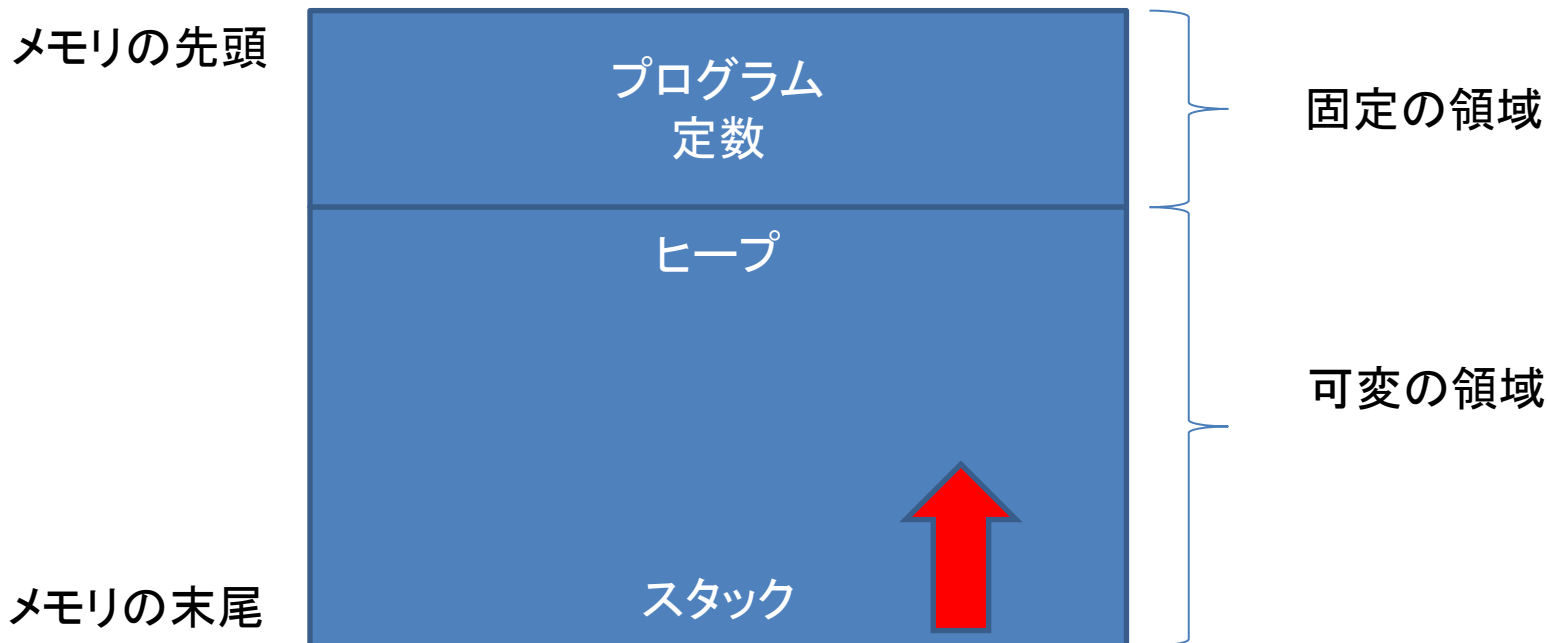 メモリの先頭
プログラム
定数
固定の領域
ヒープ
可変の領域
スタック
メモリの末尾